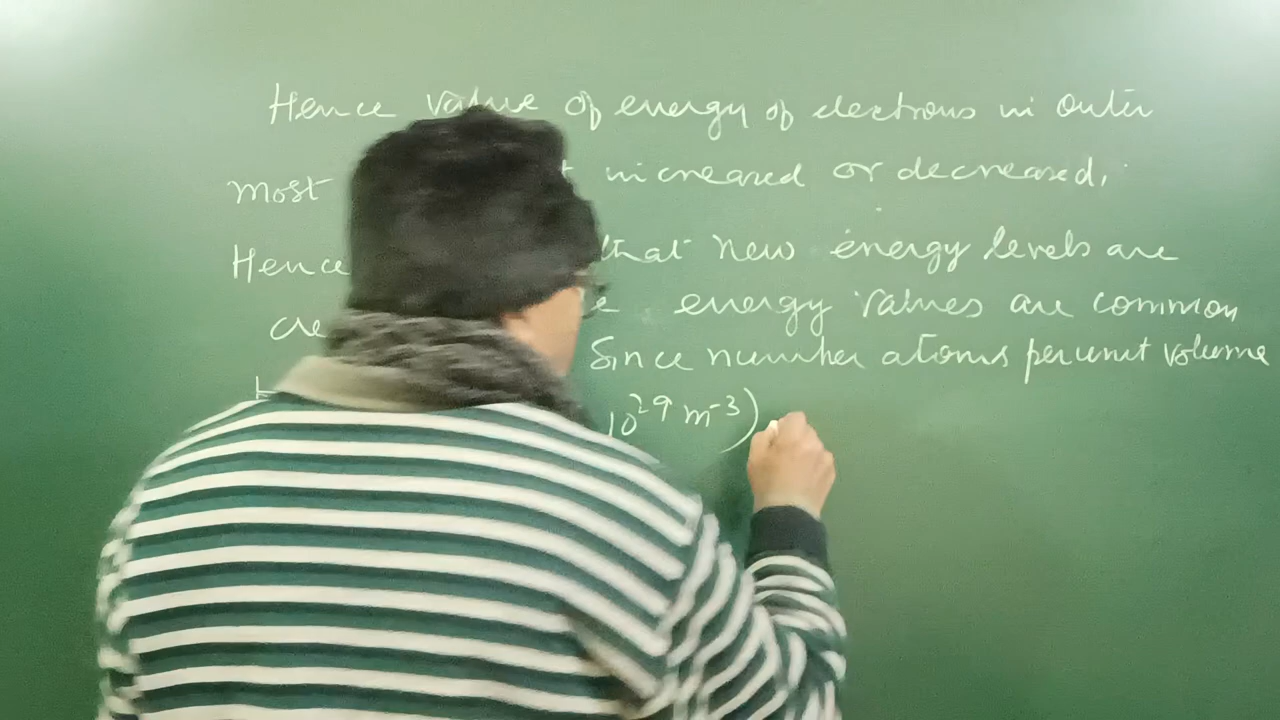 Hence value of energy of electrons in outer
most increased or decreased,
Hence that new energy levels are
energy values are common
Since number atoms per unit volume
10²⁹ m⁻³)